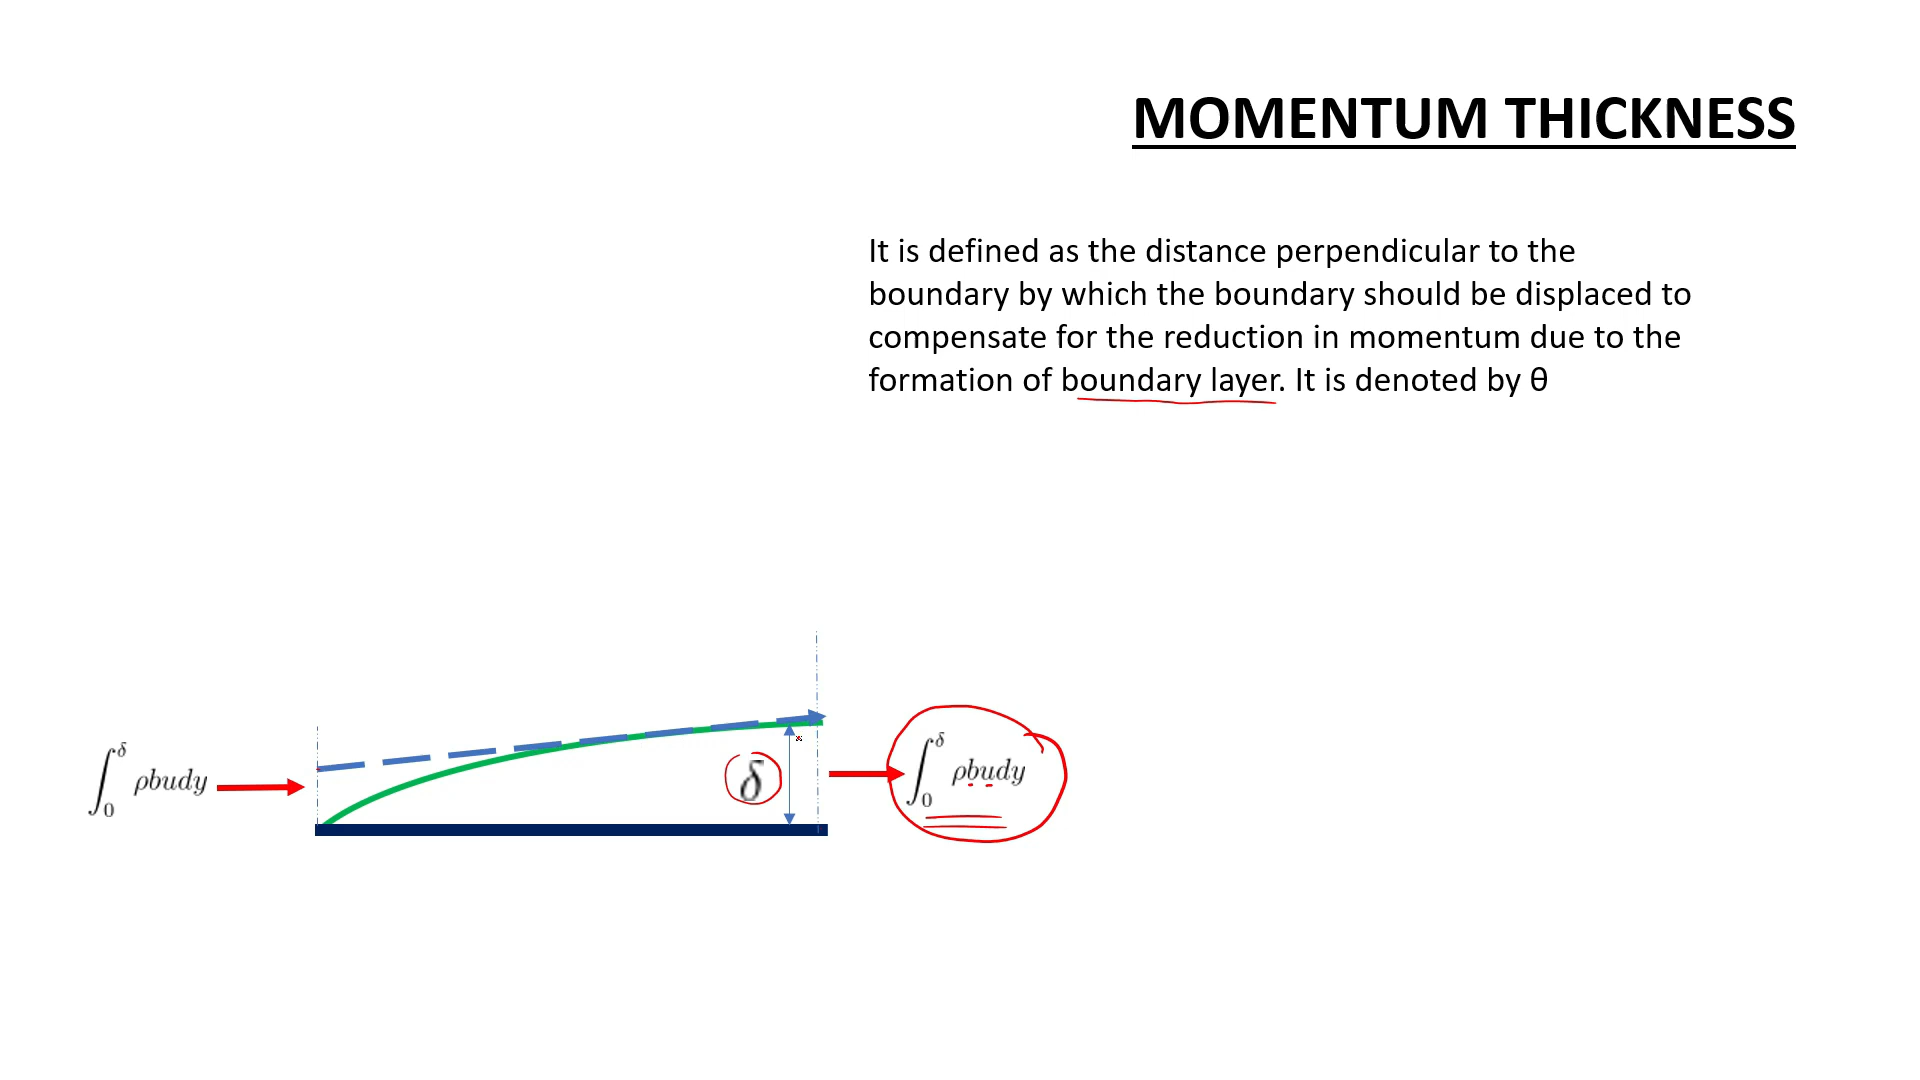 MOMENTUM THICKNESS
It is defined as the distance perpendicular to the
boundary by which the boundary should be displaced to
compensate for the reduction in momentum due to the
formation of boundary layer. It is denoted by θ
∫₀^δ ρbudy
δ
∫₀^δ ρbudy